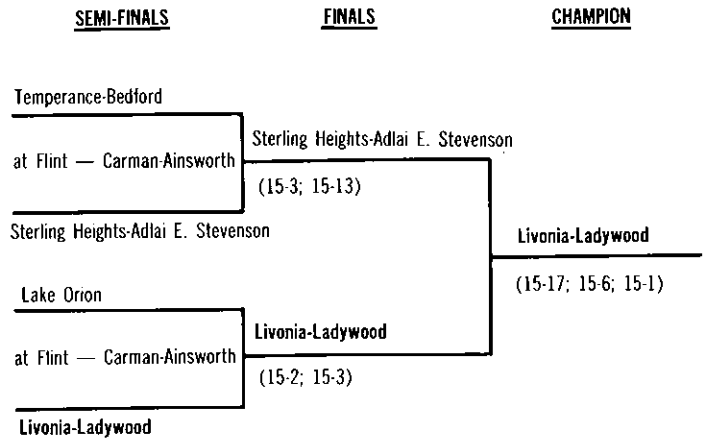 SEMI-FINALS FINALS CHAMPION
Temperance-Bedford
Sterling Heights-Adlai E. Stevenson
at Flint — Carman-Ainsworth
(15-3; 15-13)
Sterling Heights-Adlai E. Stevenson
Livonia-Ladywood
(15-17; 15-6; 15-1)
Lake Orion
Livonia-Ladywood
at Flint — Carman-Ainsworth
(15-2; 15-3)
Livonia-Ladywood